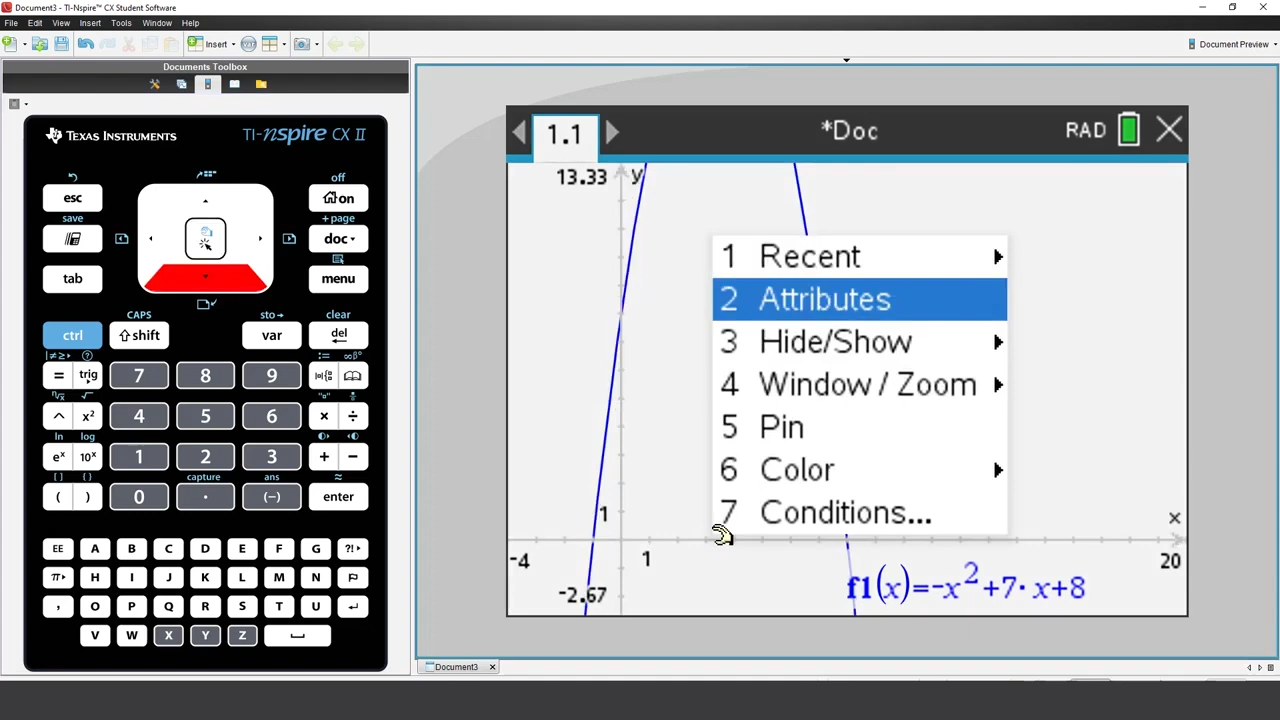 Document3 - TI-Nspire™ CX Student Software
File Edit View Insert Tools Window Help
Insert
Document Preview
Documents Toolbox
TEXAS INSTRUMENTS
TI-nspire CX II
off
esc
on
save
+ page
doc
tab
menu
CAPS
sto→
clear
ctrl
shift
var
del
|≠≥▸ ?
:=
∞β°
=
trig
7
8
9
^
x²
4
5
6
×
÷
ln
log
eˣ
10ˣ
1
2
3
+
−
[ ]
{ }
capture
ans
≈
(
)
0
.
(−)
enter
EE A B C D E F G ?!▸
π▸ H I J K L M N
, O P Q R S T U
V W X Y Z
1.1
*Doc
RAD
13.33
y
1 Recent
2 Attributes
3 Hide/Show
4 Window / Zoom
5 Pin
6 Color
7 Conditions...
1
x
-4
1
20
-2.67
f1(x)=-x²+7·x+8
Document3